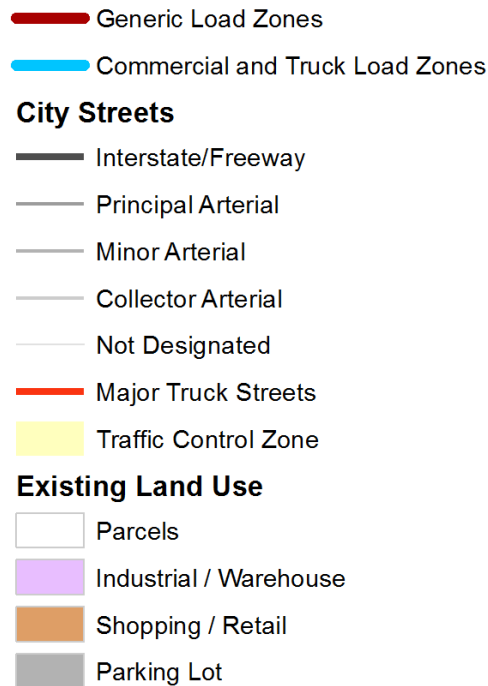 Generic Load Zones
Commercial and Truck Load Zones
City Streets
Interstate/Freeway
Principal Arterial
Minor Arterial
Collector Arterial
Not Designated
Major Truck Streets
Traffic Control Zone
Existing Land Use
Parcels
Industrial / Warehouse
Shopping / Retail
Parking Lot